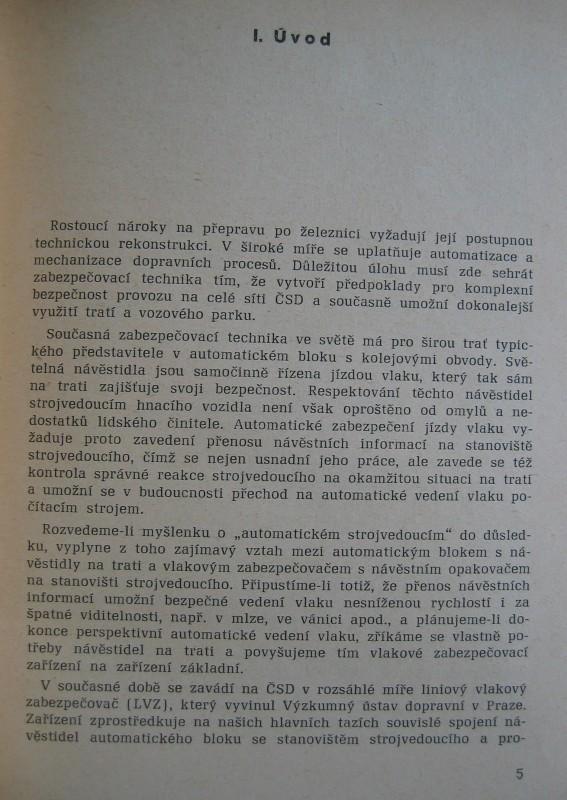 I. Úvod
Rostoucí nároky na přepravu po železnici vyžadují její postupnou
technickou rekonstrukci. V široké míře se uplatňuje automatizace a
mechanizace dopravních procesů. Důležitou úlohu musí zde sehrát
zabezpečovací technika tím, že vytvoří předpoklady pro komplexní
bezpečnost provozu na celé síti ČSD a současně umožní dokonalejší
využití tratí a vozového parku.
Současná zabezpečovací technika ve světě má pro širou trať typic-
kého představitele v automatickém bloku s kolejovými obvody. Svě-
telná návěstidla jsou samočinně řízena jízdou vlaku, který tak sám
na trati zajišťuje svoji bezpečnost. Respektování těchto návěstidel
strojvedoucím hnacího vozidla není však oproštěno od omylů a ne-
dostatků lidského činitele. Automatické zabezpečení jízdy vlaku vy-
žaduje proto zavedení přenosu návěstních informací na stanoviště
strojvedoucího, čímž se nejen usnadní jeho práce, ale zavede se též
kontrola správné reakce strojvedoucího na okamžitou situaci na trati
a umožní se v budoucnosti přechod na automatické vedení vlaku po-
čítacím strojem.
Rozvedeme-li myšlenku o „automatickém strojvedoucím“ do důsled-
ku, vyplyne z toho zajímavý vztah mezi automatickým blokem s ná-
věstidly na trati a vlakovým zabezpečovačem s návěstním opakovačem
na stanovišti strojvedoucího. Připustíme-li totiž, že přenos návěstních
informací umožní bezpečné vedení vlaku nesníženou rychlostí i za
špatné viditelnosti, např. v mlze, ve vánici apod., a plánujeme-li do-
konce perspektivní automatické vedení vlaku, zříkáme se vlastně po-
třeby návěstidel na trati a povyšujeme tím vlakové zabezpečovací
zařízení na zařízení základní.
V současné době se zavádí na ČSD v rozsáhlé míře liniový vlakový
zabezpečovač (LVZ), který vyvinul Výzkumný ústav dopravní v Praze.
Zařízení zprostředkuje na našich hlavních tazích souvislé spojení ná-
věstidel automatického bloku se stanovištěm strojvedoucího a pro-
5